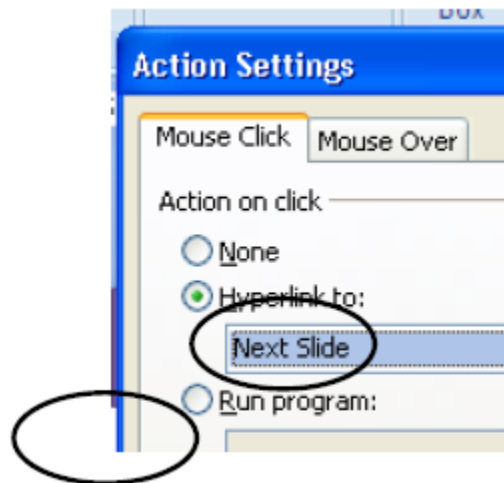 Box
Action Settings
Mouse Click Mouse Over
Action on click
None
Hyperlink to:
Next Slide
Run program: